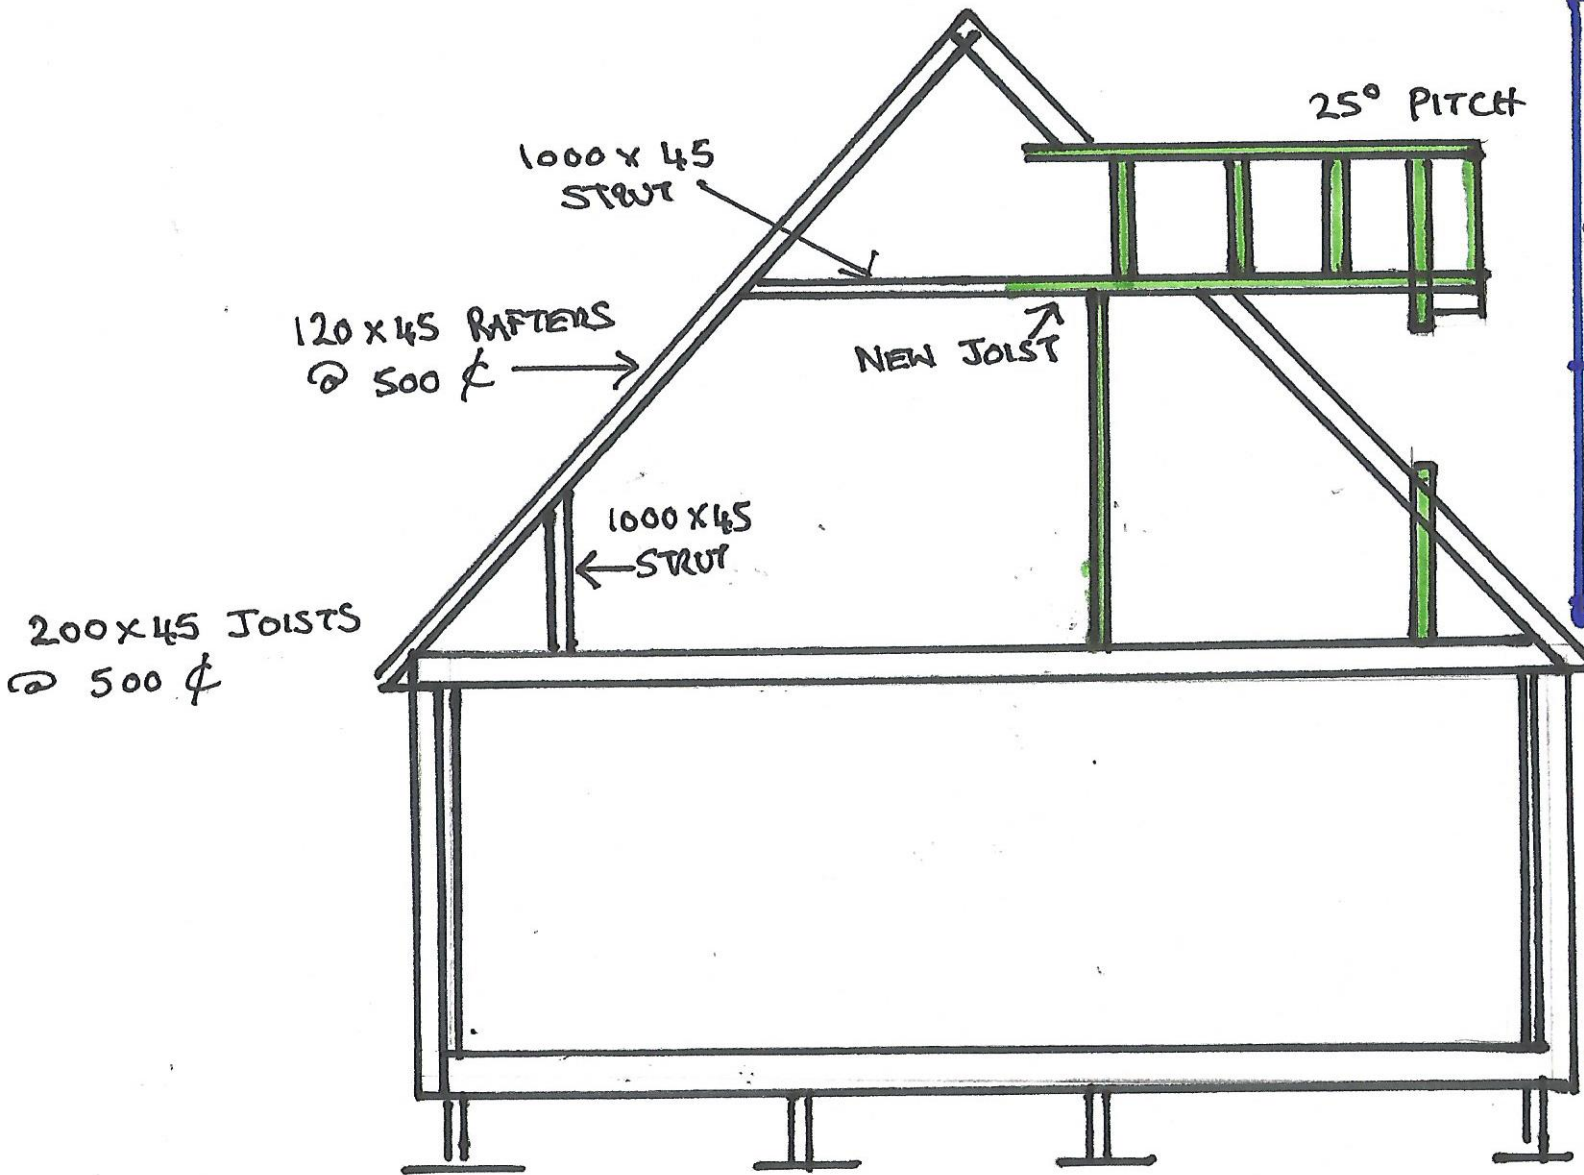 25° PITCH
1000 x 45
STRUT
120 x 45 RAFTERS
@ 500 ₵
NEW JOIST
1000 x 45
STRUT
200 x 45 JOISTS
@ 500 ₵